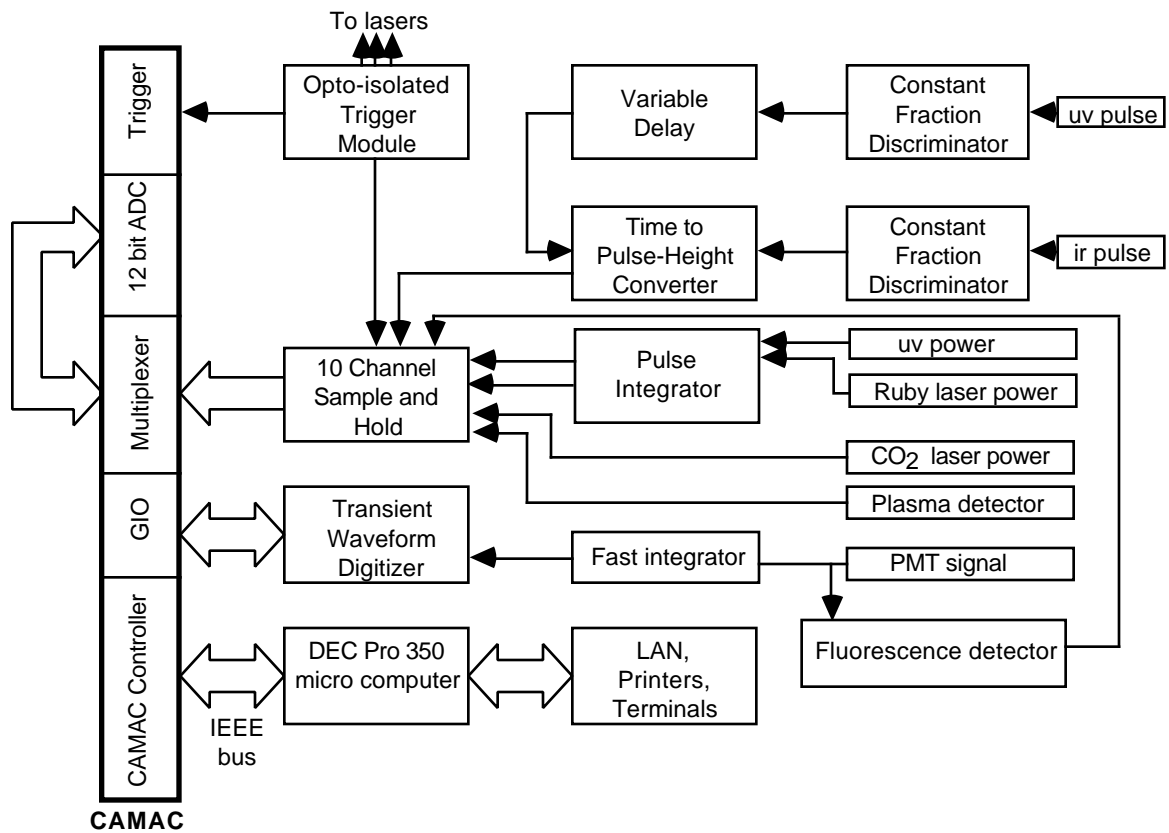 To lasers
Opto-isolated
Trigger
Module
Variable
Delay
Constant
Fraction
Discriminator
uv pulse
Trigger
12 bit ADC
Multiplexer
GIO
CAMAC Controller
Time to
Pulse-Height
Converter
Constant
Fraction
Discriminator
ir pulse
10 Channel
Sample and
Hold
Pulse
Integrator
uv power
Ruby laser power
CO2 laser power
Plasma detector
Transient
Waveform
Digitizer
Fast integrator
PMT signal
Fluorescence detector
DEC Pro 350
micro computer
LAN,
Printers,
Terminals
IEEE
bus
CAMAC